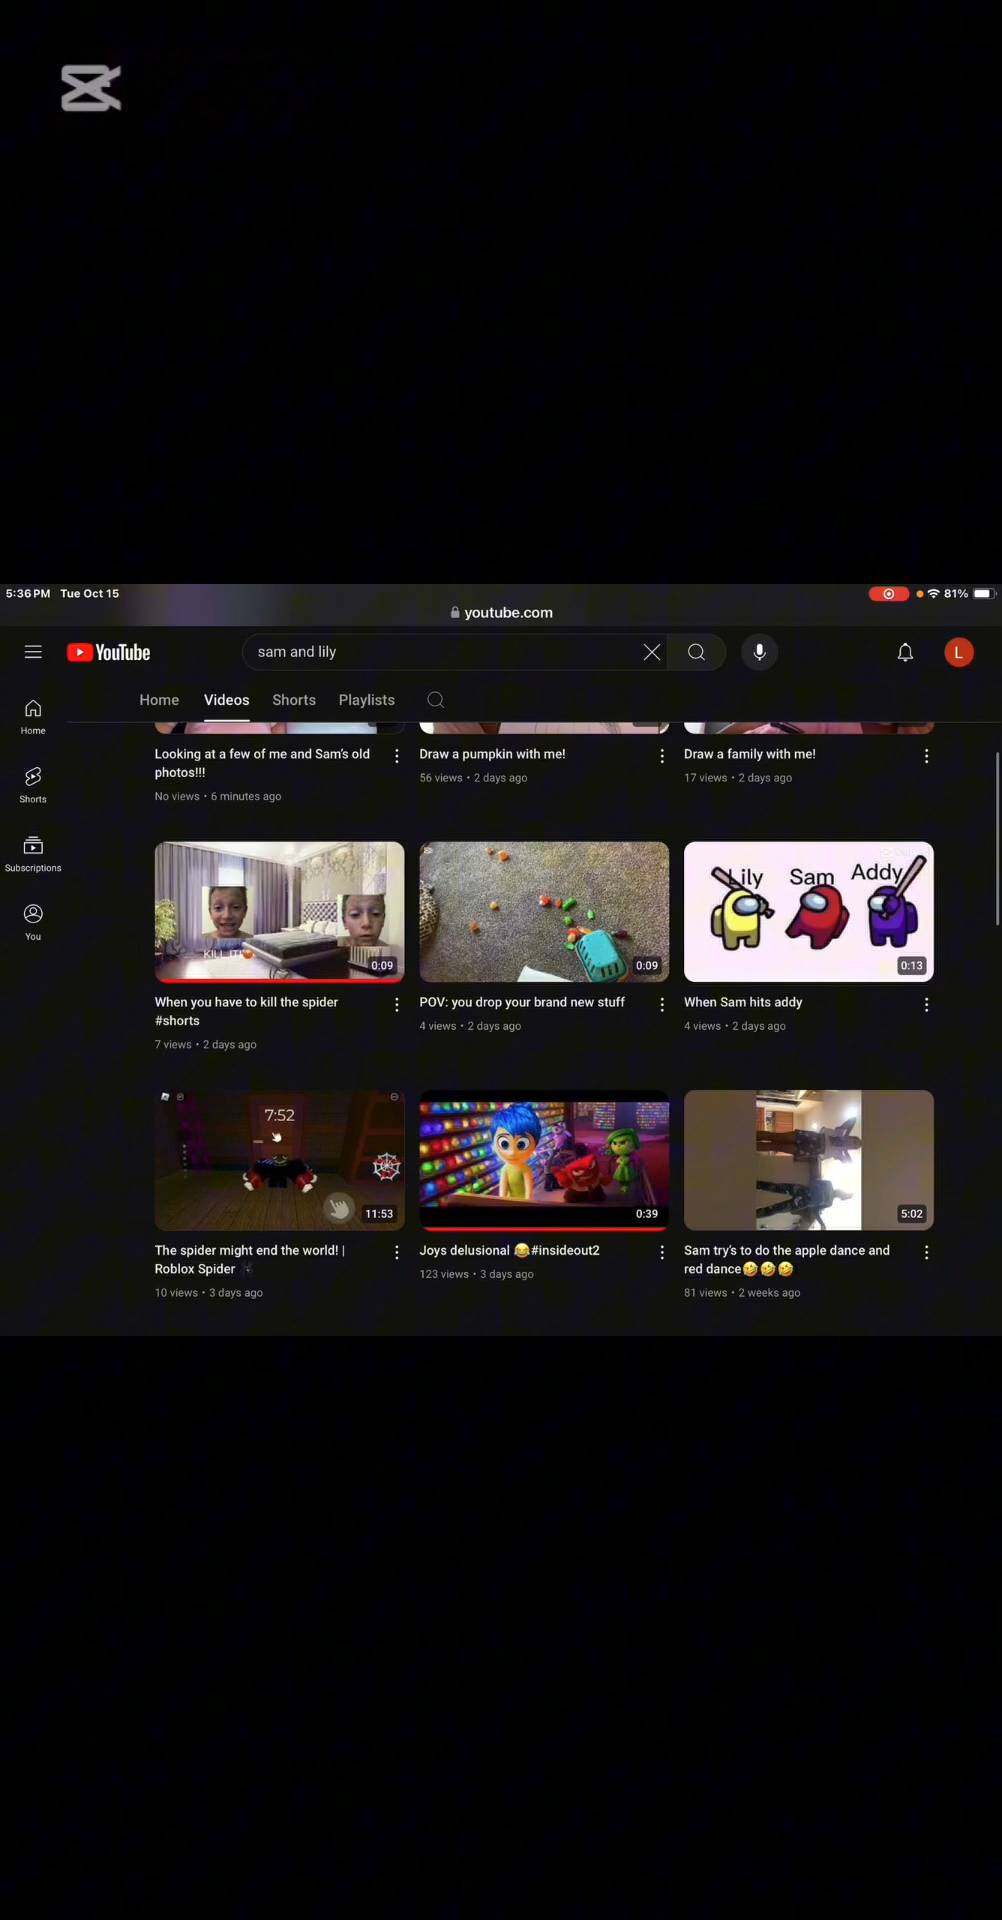 5:36 PM Tue Oct 15
81%
youtube.com
YouTube
sam and lily
L
Home
Videos
Shorts
Playlists
Home
Shorts
Subscriptions
You
Looking at a few of me and Sam's old
photos!!!
No views • 6 minutes ago
Draw a pumpkin with me!
56 views • 2 days ago
Draw a family with me!
17 views • 2 days ago
KILL IT!😡
0:09
When you have to kill the spider
#shorts
7 views • 2 days ago
0:09
POV: you drop your brand new stuff
4 views • 2 days ago
Lily Sam Addy
0:13
When Sam hits addy
4 views • 2 days ago
7:52
11:53
The spider might end the world! |
Roblox Spider 🕷
10 views • 3 days ago
0:39
Joys delusional 😂#insideout2
123 views • 3 days ago
5:02
Sam try's to do the apple dance and
red dance🤣🤣🤣
81 views • 2 weeks ago